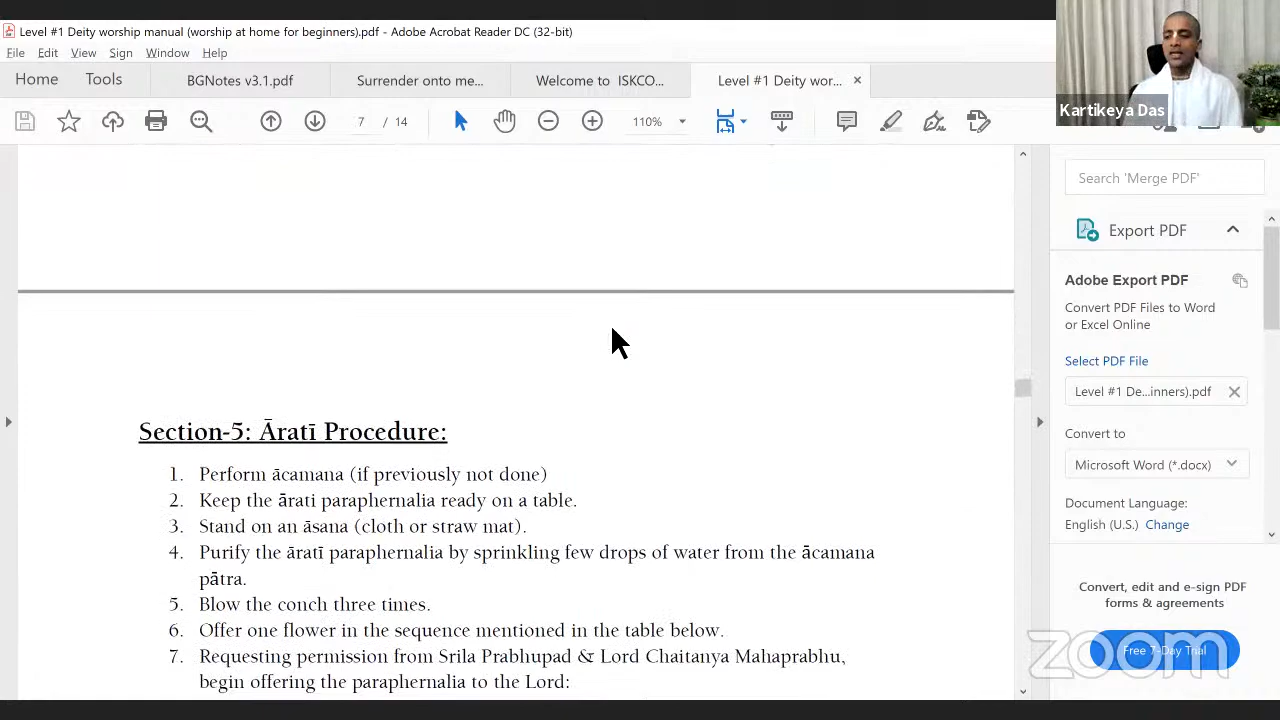 Level #1 Deity worship manual (worship at home for beginners).pdf - Adobe Acrobat Reader DC (32-bit)
File Edit View Sign Window Help
Home Tools BGNotes v3.1.pdf Surrender onto me... Welcome to ISKCO... Level #1 Deity wor...
7 / 14 110%
Kartikeya Das
Search 'Merge PDF'
Export PDF
Adobe Export PDF
Convert PDF Files to Word
or Excel Online
Select PDF File
Level #1 De...inners).pdf
Convert to
Microsoft Word (*.docx)
Document Language:
English (U.S.) Change
Convert, edit and e-sign PDF
forms & agreements
Free 7-Day Trial
zoom
Section-5: Āratī Procedure:
1. Perform ācamana (if previously not done)
2. Keep the ārati paraphernalia ready on a table.
3. Stand on an āsana (cloth or straw mat).
4. Purify the āratī paraphernalia by sprinkling few drops of water from the ācamana
pātra.
5. Blow the conch three times.
6. Offer one flower in the sequence mentioned in the table below.
7. Requesting permission from Srila Prabhupad & Lord Chaitanya Mahaprabhu,
begin offering the paraphernalia to the Lord: